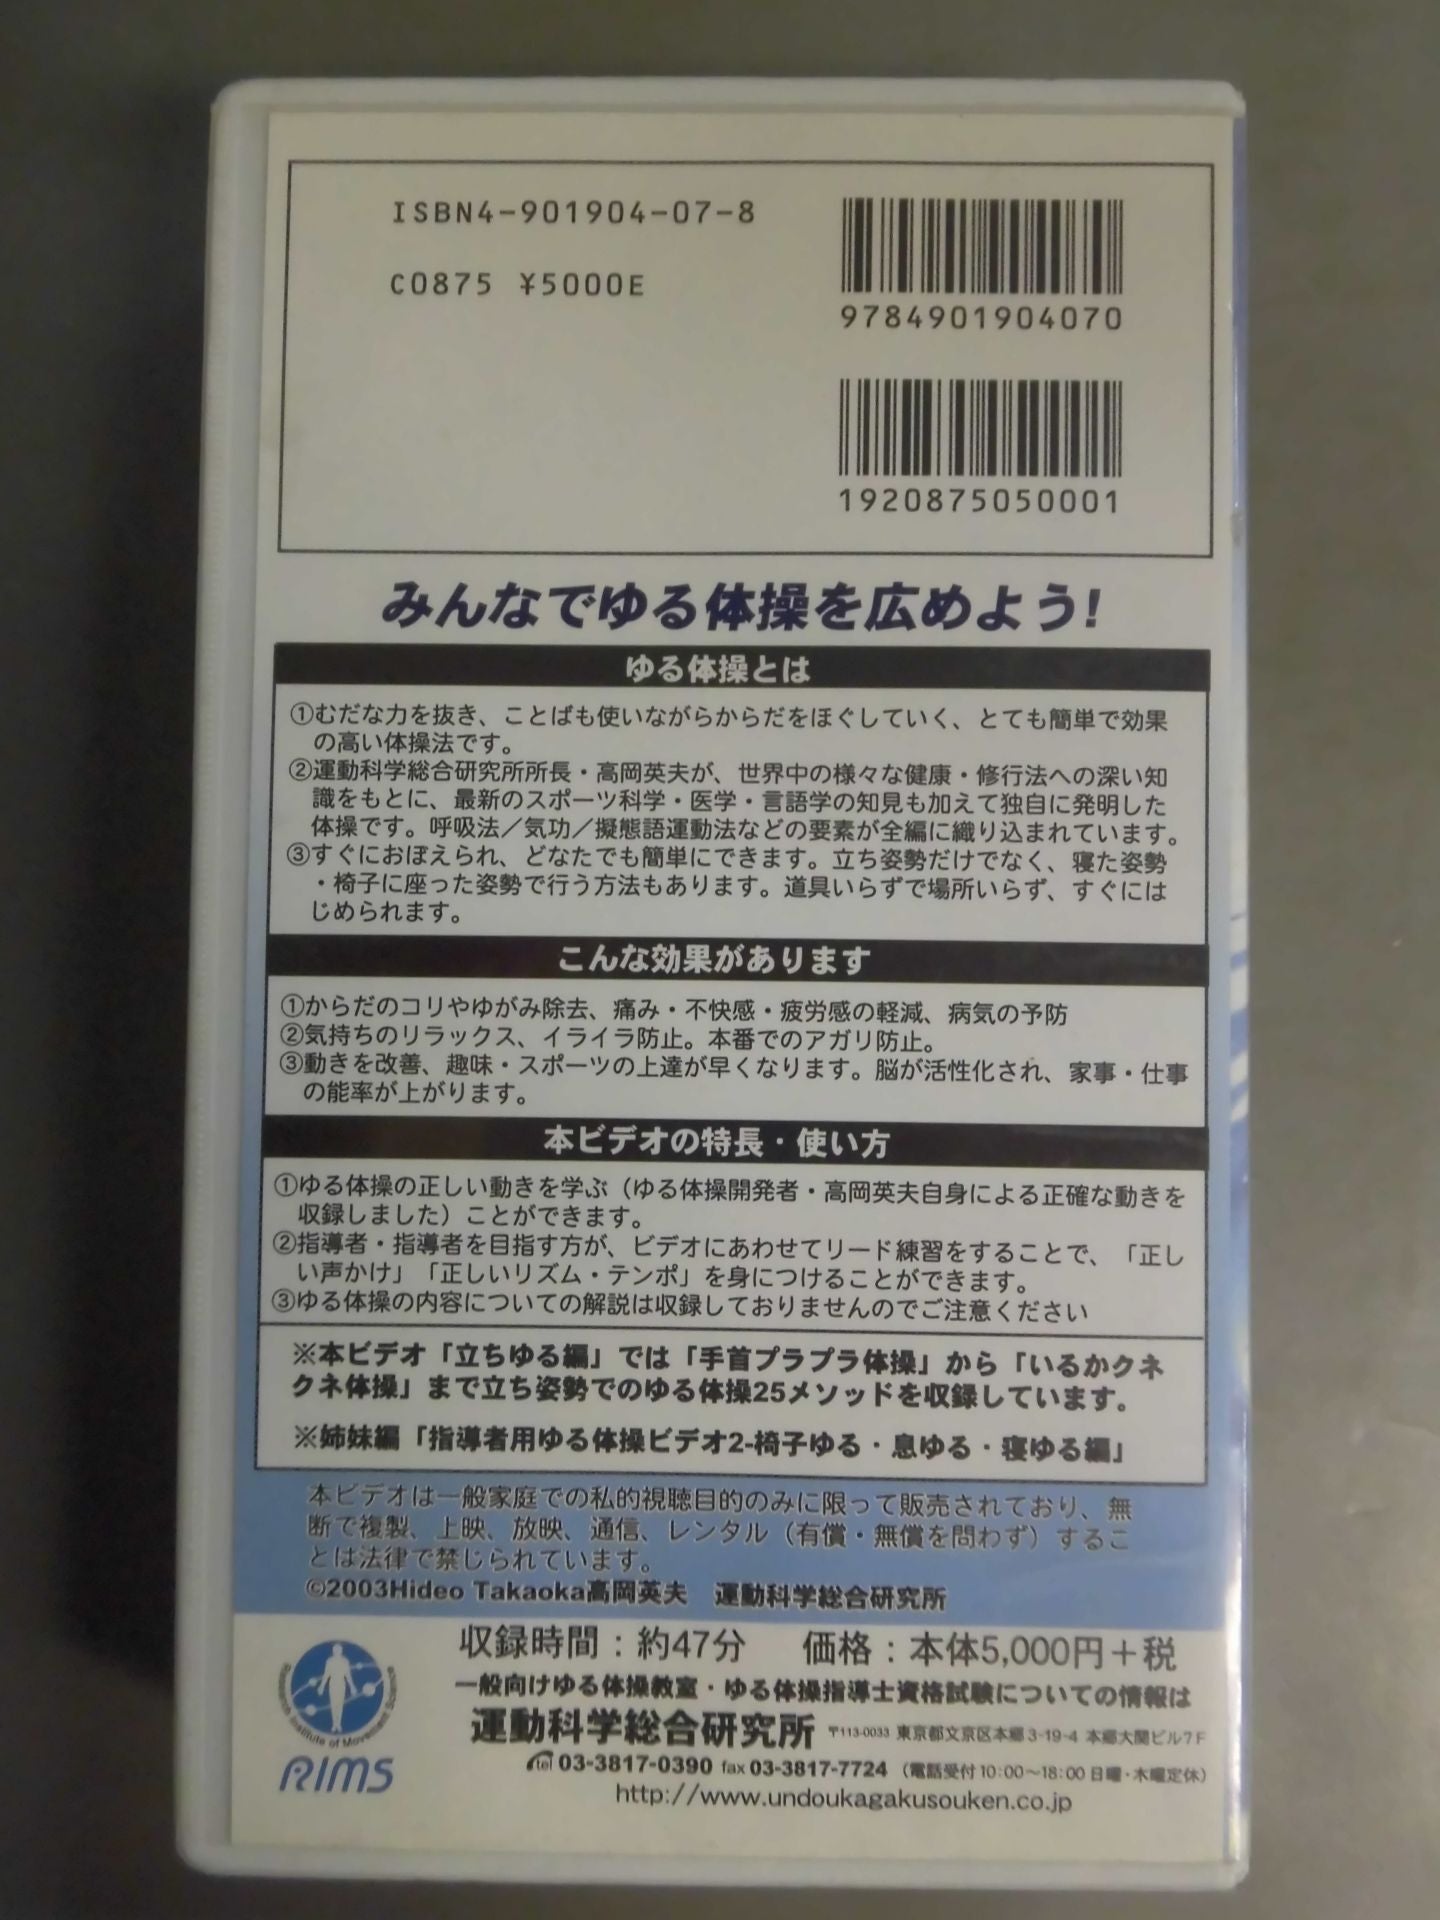 ISBN4-901904-07-8
C0875 ¥5000E
9784901904070
1920875050001
みんなでゆる体操を広めよう!
ゆる体操とは
①むだな力を抜き、ことばも使いながらからだをほぐしていく、とても簡単で効果
の高い体操法です。
②運動科学総合研究所所長・高岡英夫が、世界中の様々な健康・修行法への深い知
識をもとに、最新のスポーツ科学・医学・言語学の知見も加えて独自に発明した
体操です。呼吸法／気功／擬態語運動法などの要素が全編に織り込まれています。
③すぐにおぼえられ、どなたでも簡単にできます。立ち姿勢だけでなく、寝た姿勢
・椅子に座った姿勢で行う方法もあります。道具いらずで場所いらず、すぐには
じめられます。
こんな効果があります
①からだのコリやゆがみ除去、痛み・不快感・疲労感の軽減、病気の予防
②気持ちのリラックス、イライラ防止。本番でのアガリ防止。
③動きを改善、趣味・スポーツの上達が早くなります。脳が活性化され、家事・仕事
の能率が上がります。
本ビデオの特長・使い方
①ゆる体操の正しい動きを学ぶ（ゆる体操開発者・高岡英夫自身による正確な動きを
収録しました）ことができます。
②指導者・指導者を目指す方が、ビデオにあわせてリード練習をすることで、「正し
い声かけ」「正しいリズム・テンポ」を身につけることができます。
③ゆる体操の内容についての解説は収録しておりませんのでご注意ください
※本ビデオ「立ちゆる編」では「手首プラプラ体操」から「いるかクネ
クネ体操」まで立ち姿勢でのゆる体操25メソッドを収録しています。
※姉妹編「指導者用ゆる体操ビデオ2-椅子ゆる・息ゆる・寝ゆる編」
本ビデオは一般家庭での私的視聴目的のみに限って販売されており、無
断で複製、上映、放映、通信、レンタル（有償・無償を問わず）するこ
とは法律で禁じられています。
©2003Hideo Takaoka高岡英夫　運動科学総合研究所
収録時間：約47分　価格：本体5,000円＋税
一般向けゆる体操教室・ゆる体操指導士資格試験についての情報は
運動科学総合研究所 〒113-0033 東京都文京区本郷3-19-4 本郷大関ビル7F
tel 03-3817-0390 fax 03-3817-7724 （電話受付10:00〜18:00 日曜・木曜定休）
http://www.undoukagakusouken.co.jp
Research Institute of Movement Science
RIMS